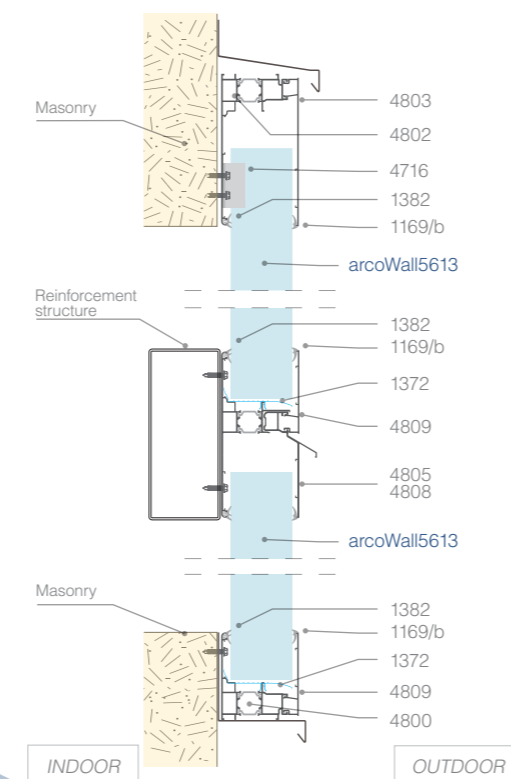 4803
Masonry
4802
4716
1382
1169/b
arcoWall5613
Reinforcement
structure
1382
1169/b
1372
4809
4805
4808
arcoWall5613
Masonry
1382
1169/b
1372
4809
4800
INDOOR
OUTDOOR